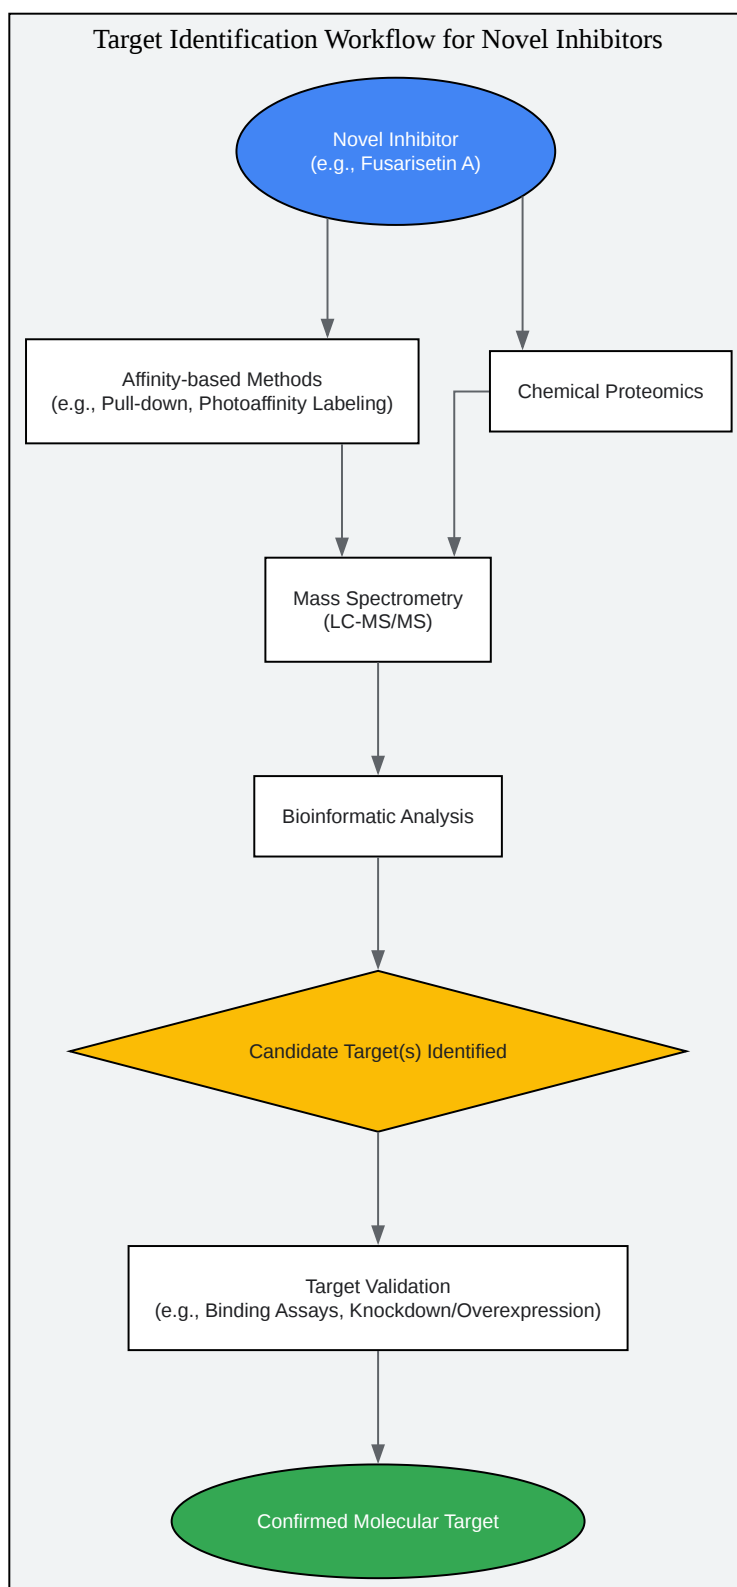 Target Identification Workflow for Novel Inhibitors
Novel Inhibitor
(e.g., Fusarisetin A)
Affinity-based Methods
(e.g., Pull-down, Photoaffinity Labeling)
Chemical Proteomics
Mass Spectrometry
(LC-MS/MS)
Bioinformatic Analysis
Candidate Target(s) Identified
Target Validation
(e.g., Binding Assays, Knockdown/Overexpression)
Confirmed Molecular Target